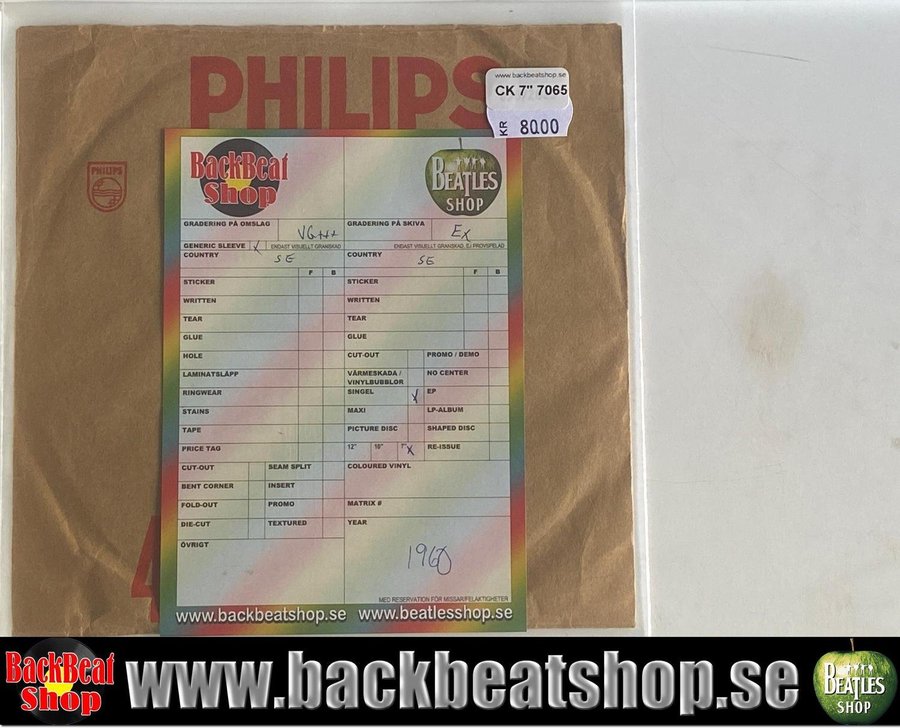 PHILIPS
www.backbeatshop.se
CK 7" 7065
KR 8000
PHILIPS
BackBeat Shop
BEATLES SHOP
GRADERING PÅ OMSLAG VG+++
GRADERING PÅ SKIVA Ex
GENERIC SLEEVE x ENDAST VISUELLT GRANSKAD
ENDAST VISUELLT GRANSKAD, EJ PROVSPELAD
COUNTRY SE
COUNTRY SE
F B
F B
STICKER
STICKER
WRITTEN
WRITTEN
TEAR
TEAR
GLUE
GLUE
HOLE
CUT-OUT
PROMO / DEMO
LAMINATSLÄPP
VÄRMESKADA / VINYLBUBBLOR
NO CENTER
RINGWEAR
SINGEL x
EP
STAINS
MAXI
LP-ALBUM
TAPE
PICTURE DISC
SHAPED DISC
PRICE TAG
12" 10" 7" x
RE-ISSUE
CUT-OUT
SEAM SPLIT
COLOURED VINYL
BENT CORNER
INSERT
FOLD-OUT
PROMO
MATRIX #
DIE-CUT
TEXTURED
YEAR
ÖVRIGT
1960
MED RESERVATION FÖR MISSAR/FELAKTIGHETER
www.backbeatshop.se www.beatlesshop.se
BackBeat Shop
www.backbeatshop.se
BEATLES SHOP